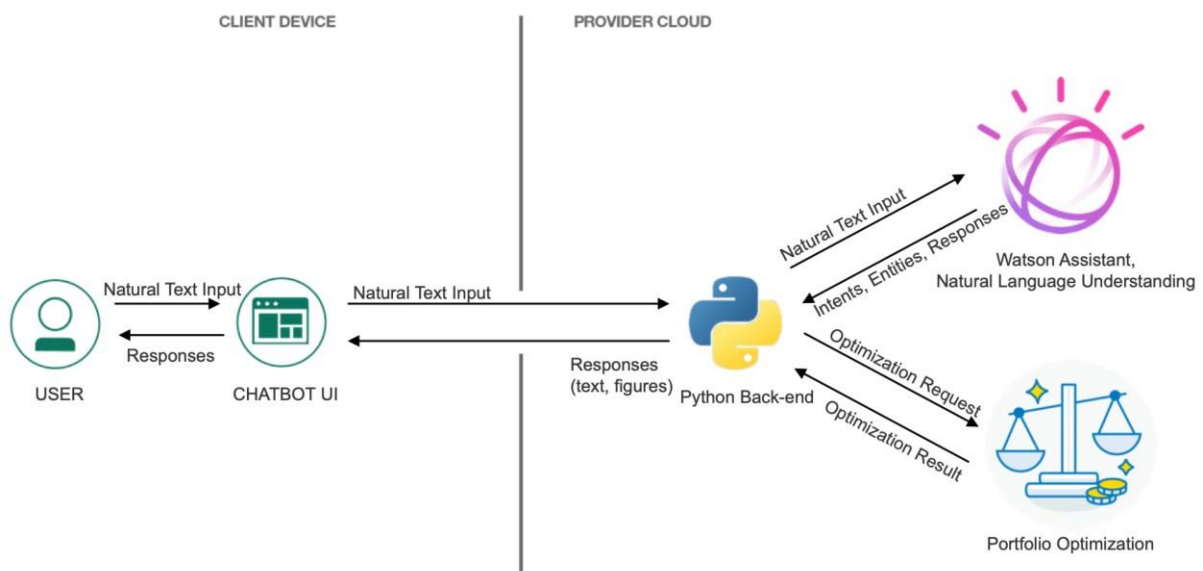 CLIENT DEVICE
PROVIDER CLOUD
Natural Text Input
Responses
USER
CHATBOT UI
Natural Text Input
Responses
(text, figures)
Python Back-end
Natural Text Input
Intents, Entities, Responses
Watson Assistant,
Natural Language Understanding
Optimization Request
Optimization Result
Portfolio Optimization